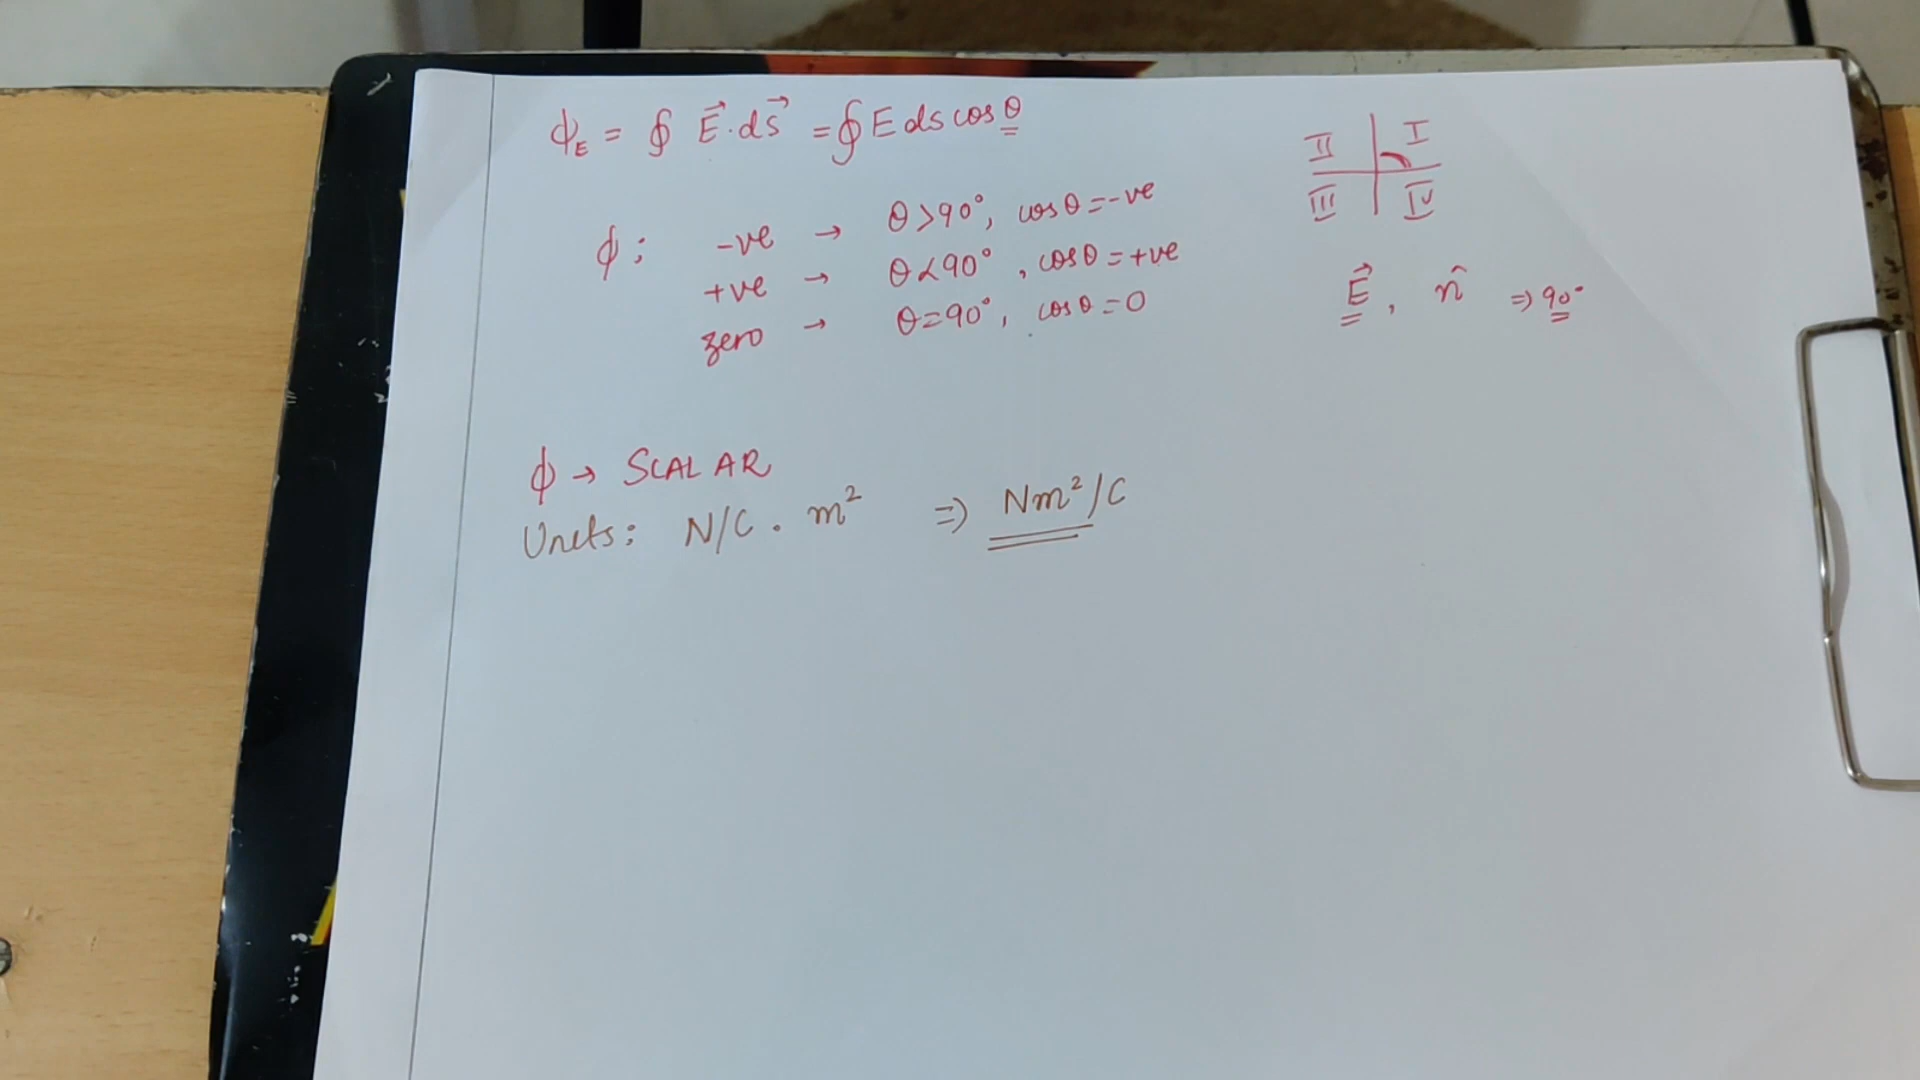 ϕ_E = ∮ E⃗·ds⃗ = ∮ E ds cos θ
II I
III IV
ϕ : -ve → θ > 90°, cos θ = -ve
+ve → θ < 90°, cos θ = +ve
zero → θ = 90°, cos θ = 0
E⃗, n̂ ⇒ 90°
ϕ → SCALAR
Units: N/C . m² ⇒ Nm²/C